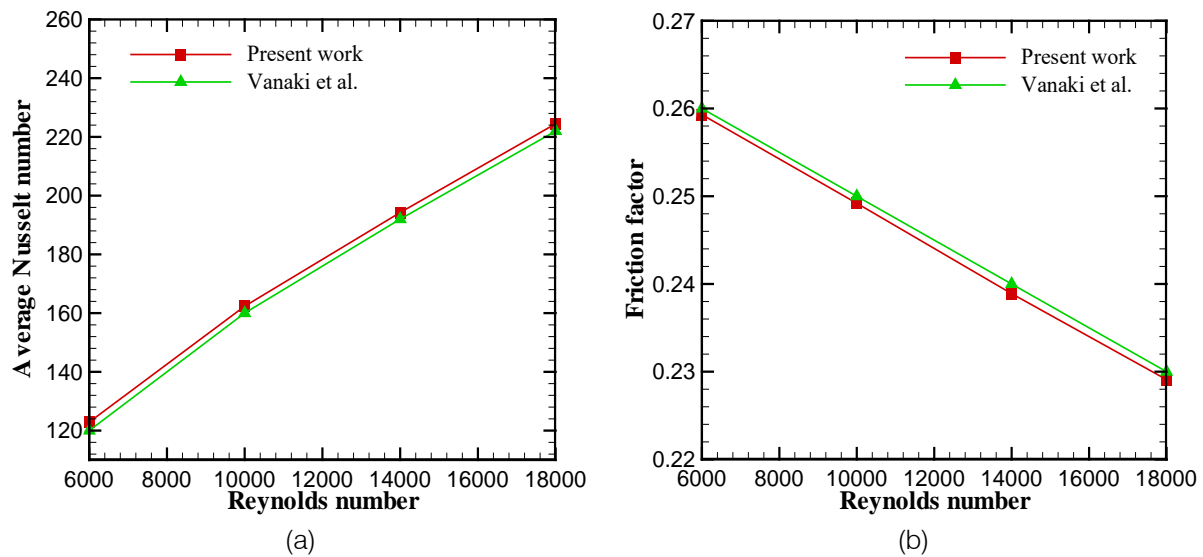 260
240
220
200
180
160
140
120
Average Nusselt number
Present work
Vanaki et al.
6000 8000 10000 12000 14000 16000 18000
Reynolds number
(a)
0.27
0.26
0.25
0.24
0.23
0.22
Friction factor
Present work
Vanaki et al.
6000 8000 10000 12000 14000 16000 18000
Reynolds number
(b)